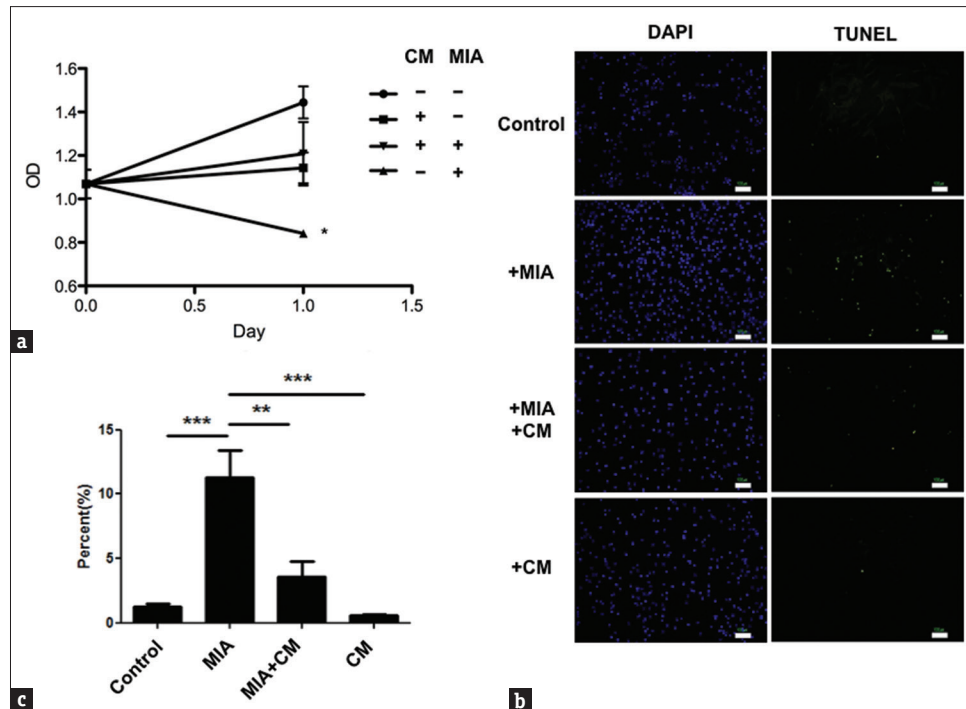 CM MIA
1.6
1.4
1.2
1.0
0.8
0.6
OD
− −
+ −
+ +
− +
*
0.0 0.5 1.0 1.5
Day
a
***
***
**
15
10
5
0
Percent(%)
Control
MIA
MIA+CM
CM
c
DAPI TUNEL
Control
+MIA
+MIA
+CM
+CM
b